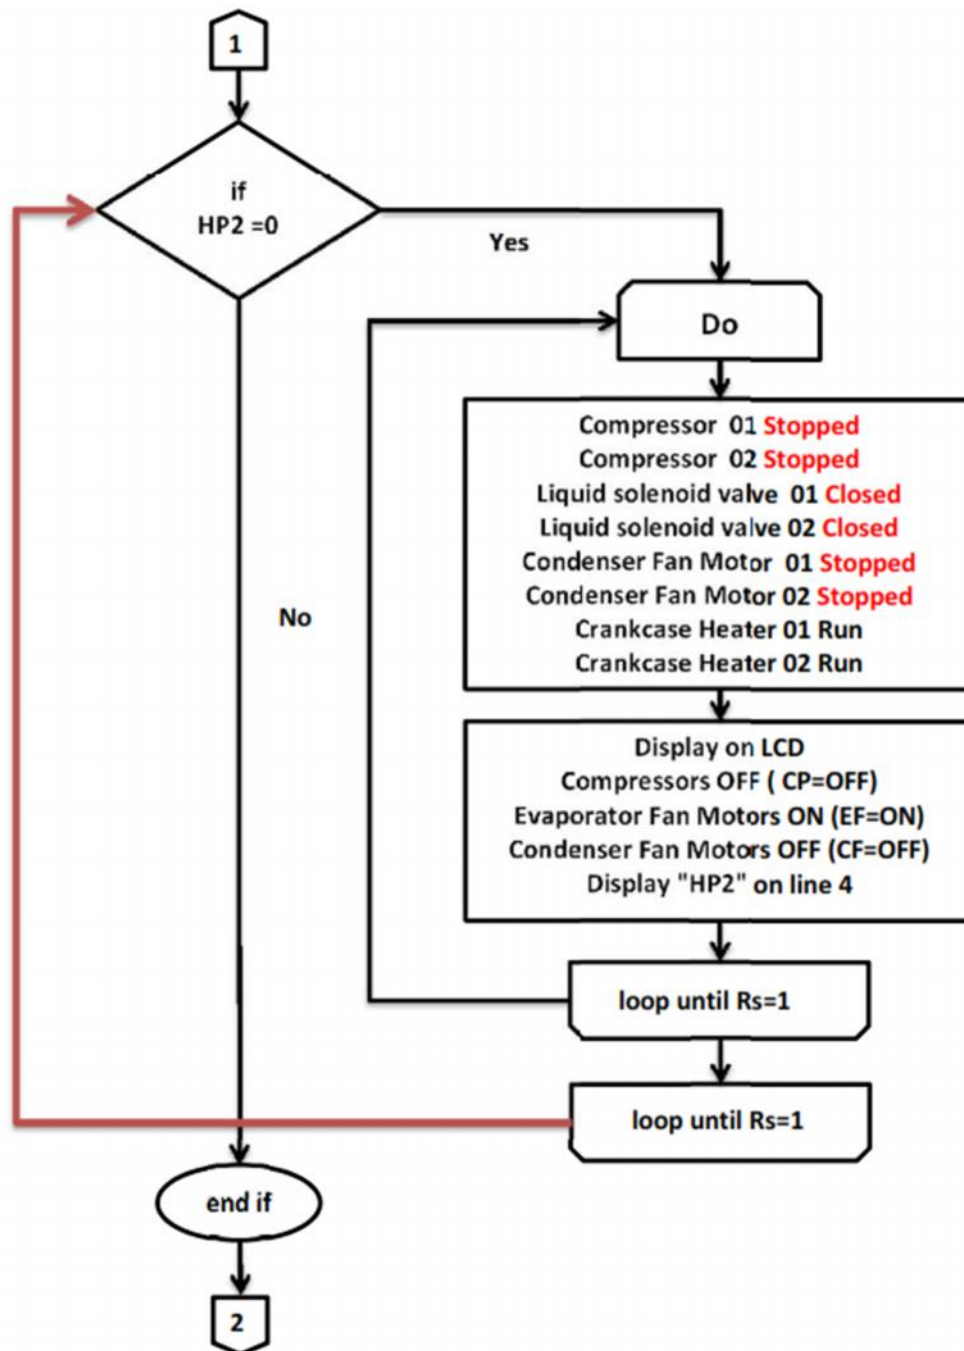 1
if
HP2 =0
Yes
Do
Compressor 01 Stopped
Compressor 02 Stopped
Liquid solenoid valve 01 Closed
Liquid solenoid valve 02 Closed
Condenser Fan Motor 01 Stopped
Condenser Fan Motor 02 Stopped
Crankcase Heater 01 Run
Crankcase Heater 02 Run
No
Display on LCD
Compressors OFF ( CP=OFF)
Evaporator Fan Motors ON (EF=ON)
Condenser Fan Motors OFF (CF=OFF)
Display "HP2" on line 4
loop until Rs=1
loop until Rs=1
end if
2